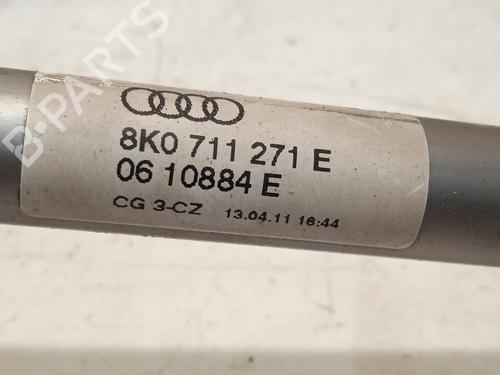 B-PARTS
8K0 711 271 E
06 10884 E
CG 3-CZ 13.04.11 16:44